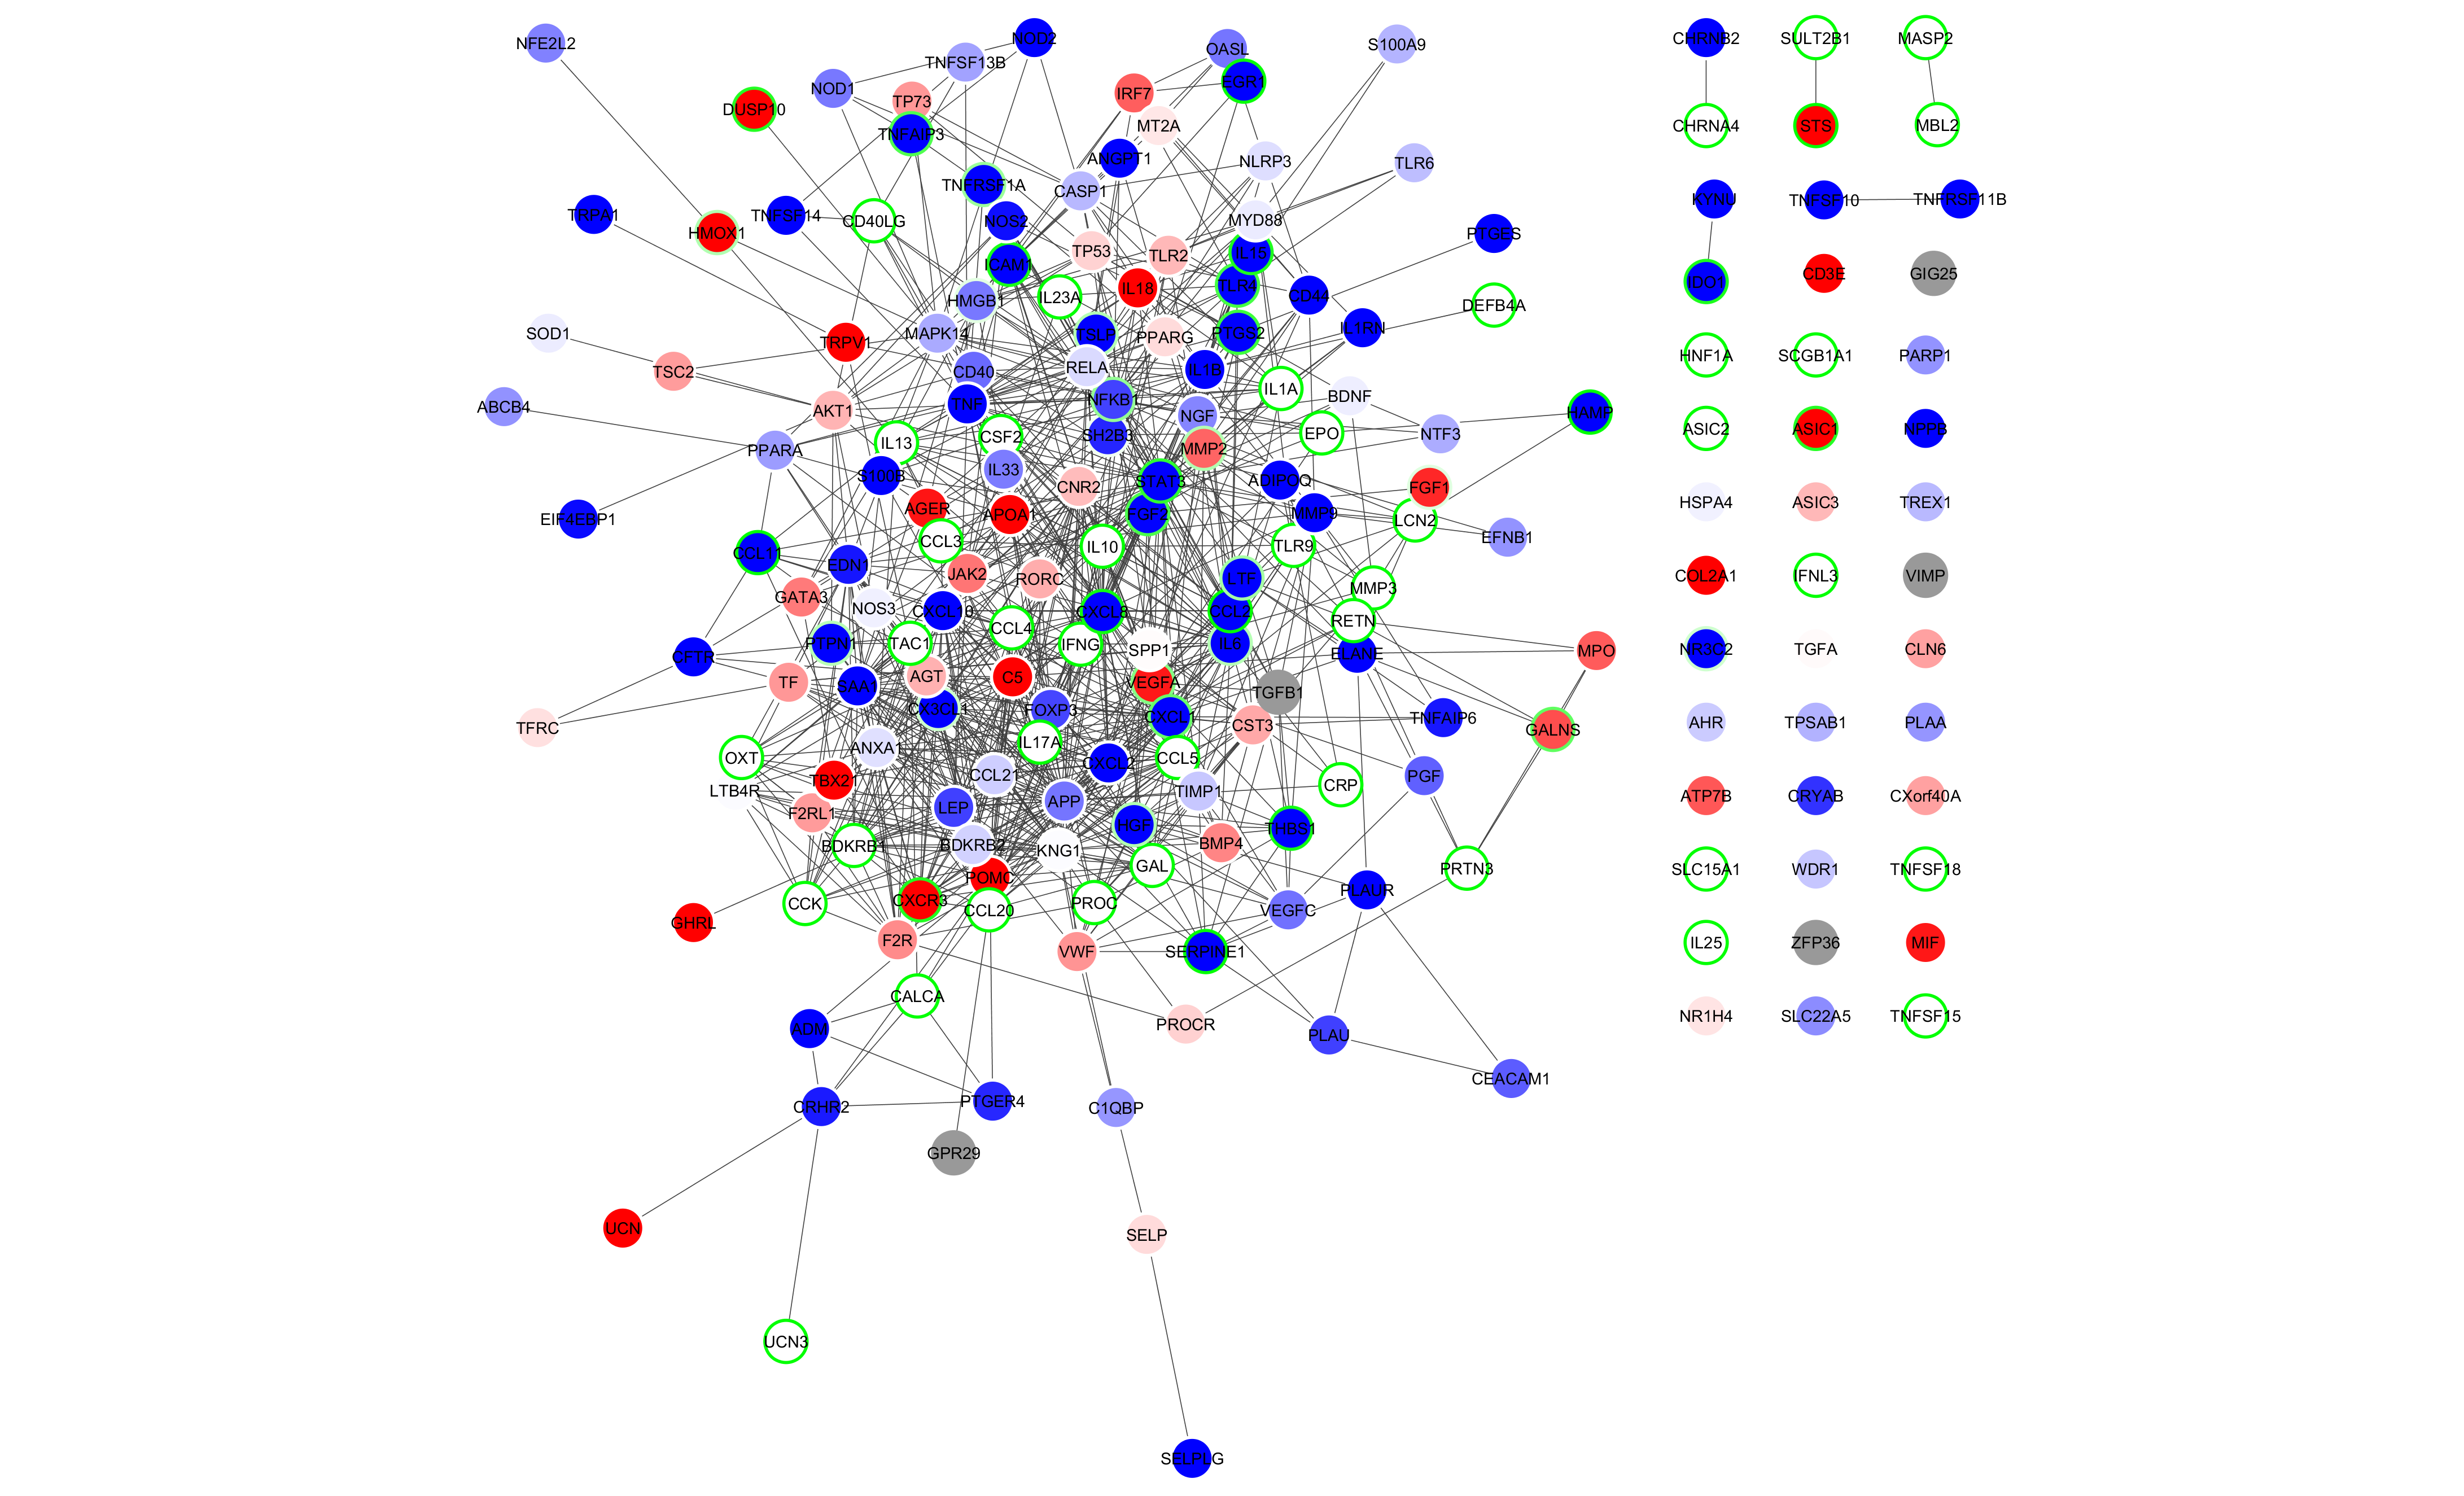 NFE2L2
NOD2
TNFSF13B
OASL
S100A9
NOD1
EGR1
IRF7
TP73
DUSP10
MT2A
TNFAIP3
ANGPT1
NLRP3
TLR6
TNFRSF1A
CASP1
TRPA1
TNFSF14
CD40LG
NOS2
MYD88
HMOX1
PTGES
TP53
TLR2
IL15
ICAM1
IL18
TLR4
CD44
HMGB1
IL23A
DEFB4A
SOD1
MAPK14
TSLP
PPARG
PTGS2
IL1RN
TRPV1
TSC2
CD40
RELA
IL1B
IL1A
BDNF
ABCB4
AKT1
TNF
NFKB1
NGF
HAMP
PPARA
IL13
CSF2
SH2B3
MMP2
EPO
NTF3
S100B
IL33
CNR2
STAT3
ADIPOQ
FGF1
EIF4EBP1
AGER
APOA
FGF2
MMP9
LCN2
EFNB1
CCL11
CCL3
IL10
TLR9
EDN1
JAK2
RORC
LTF
MMP3
GATA3
NOS3
CXCL10
CXCL8
CCL2
RETN
CFTR
PTPN1
TAC1
CCL4
IFNG
SPP1
IL6
ELANE
MPO
TF
SAA1
AGT
C5
VEGFA
TGFB1
TFRC
CX3CL1
FOXP3
CXCL1
CST3
TNFAIP6
GALNS
OXT
ANXA1
IL17A
CCL5
LTB4R
TBX21
CCL21
CXCL2
TIMP1
CRP
PGF
F2RL1
LEP
APP
BDKRB1
BDKRB2
KNG1
HGF
BMP4
THBS1
CCK
CXCR3
POMC
GAL
PRTN3
GHRL
CCL20
PROC
VEGFC
PLAUR
F2R
VWF
SERPINE1
CALCA
ADM
PROCR
PLAU
CRHR2
PTGER4
C1QBP
CEACAM1
GPR29
UCN
SELP
UCN3
SELPLG
CHRNB2
SULT2B1
MASP2
CHRNA4
STS
MBL2
KYNU
TNFSF10
TNFRSF11B
IDO1
CD3E
GIG25
HNF1A
SCGB1A1
PARP1
ASIC2
ASIC1
NPPB
HSPA4
ASIC3
TREX1
COL2A1
IFNL3
VIMP
NR3C2
TGFA
CLN6
AHR
TPSAB1
PLAA
ATP7B
CRYAB
CXorf40A
SLC15A1
WDR1
TNFSF18
IL25
ZFP36
MIF
NR1H4
SLC22A5
TNFSF15